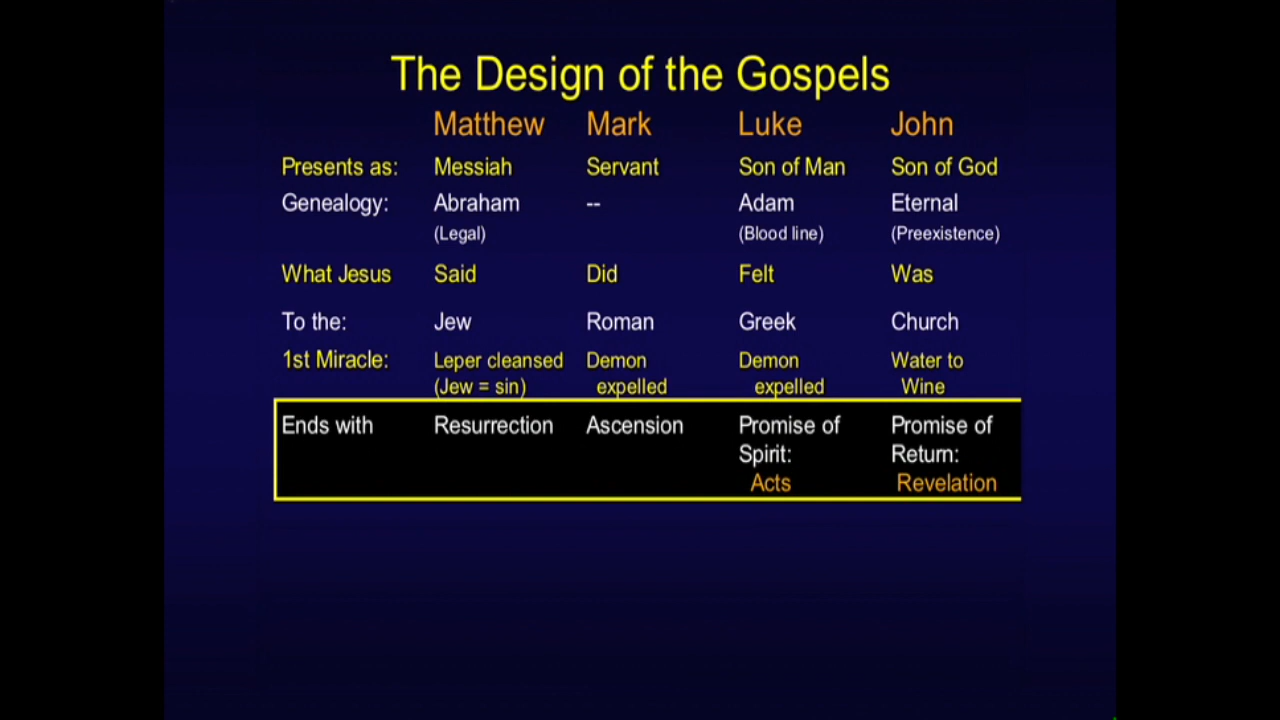 The Design of the Gospels
Matthew Mark Luke John
Presents as: Messiah Servant Son of Man Son of God
Genealogy: Abraham -- Adam Eternal
(Legal) (Blood line) (Preexistence)
What Jesus Said Did Felt Was
To the: Jew Roman Greek Church
1st Miracle: Leper cleansed Demon Demon Water to
(Jew = sin) expelled expelled Wine
Ends with Resurrection Ascension Promise of Promise of
Spirit: Return:
Acts Revelation